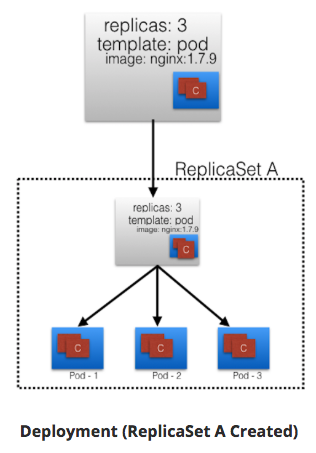 replicas: 3
template: pod
image: nginx:1.7.9
C
ReplicaSet A
replicas: 3
template: pod
image: nginx:1.7.9
C
C
C
C
Pod - 1
Pod - 2
Pod - 3
Deployment (ReplicaSet A Created)